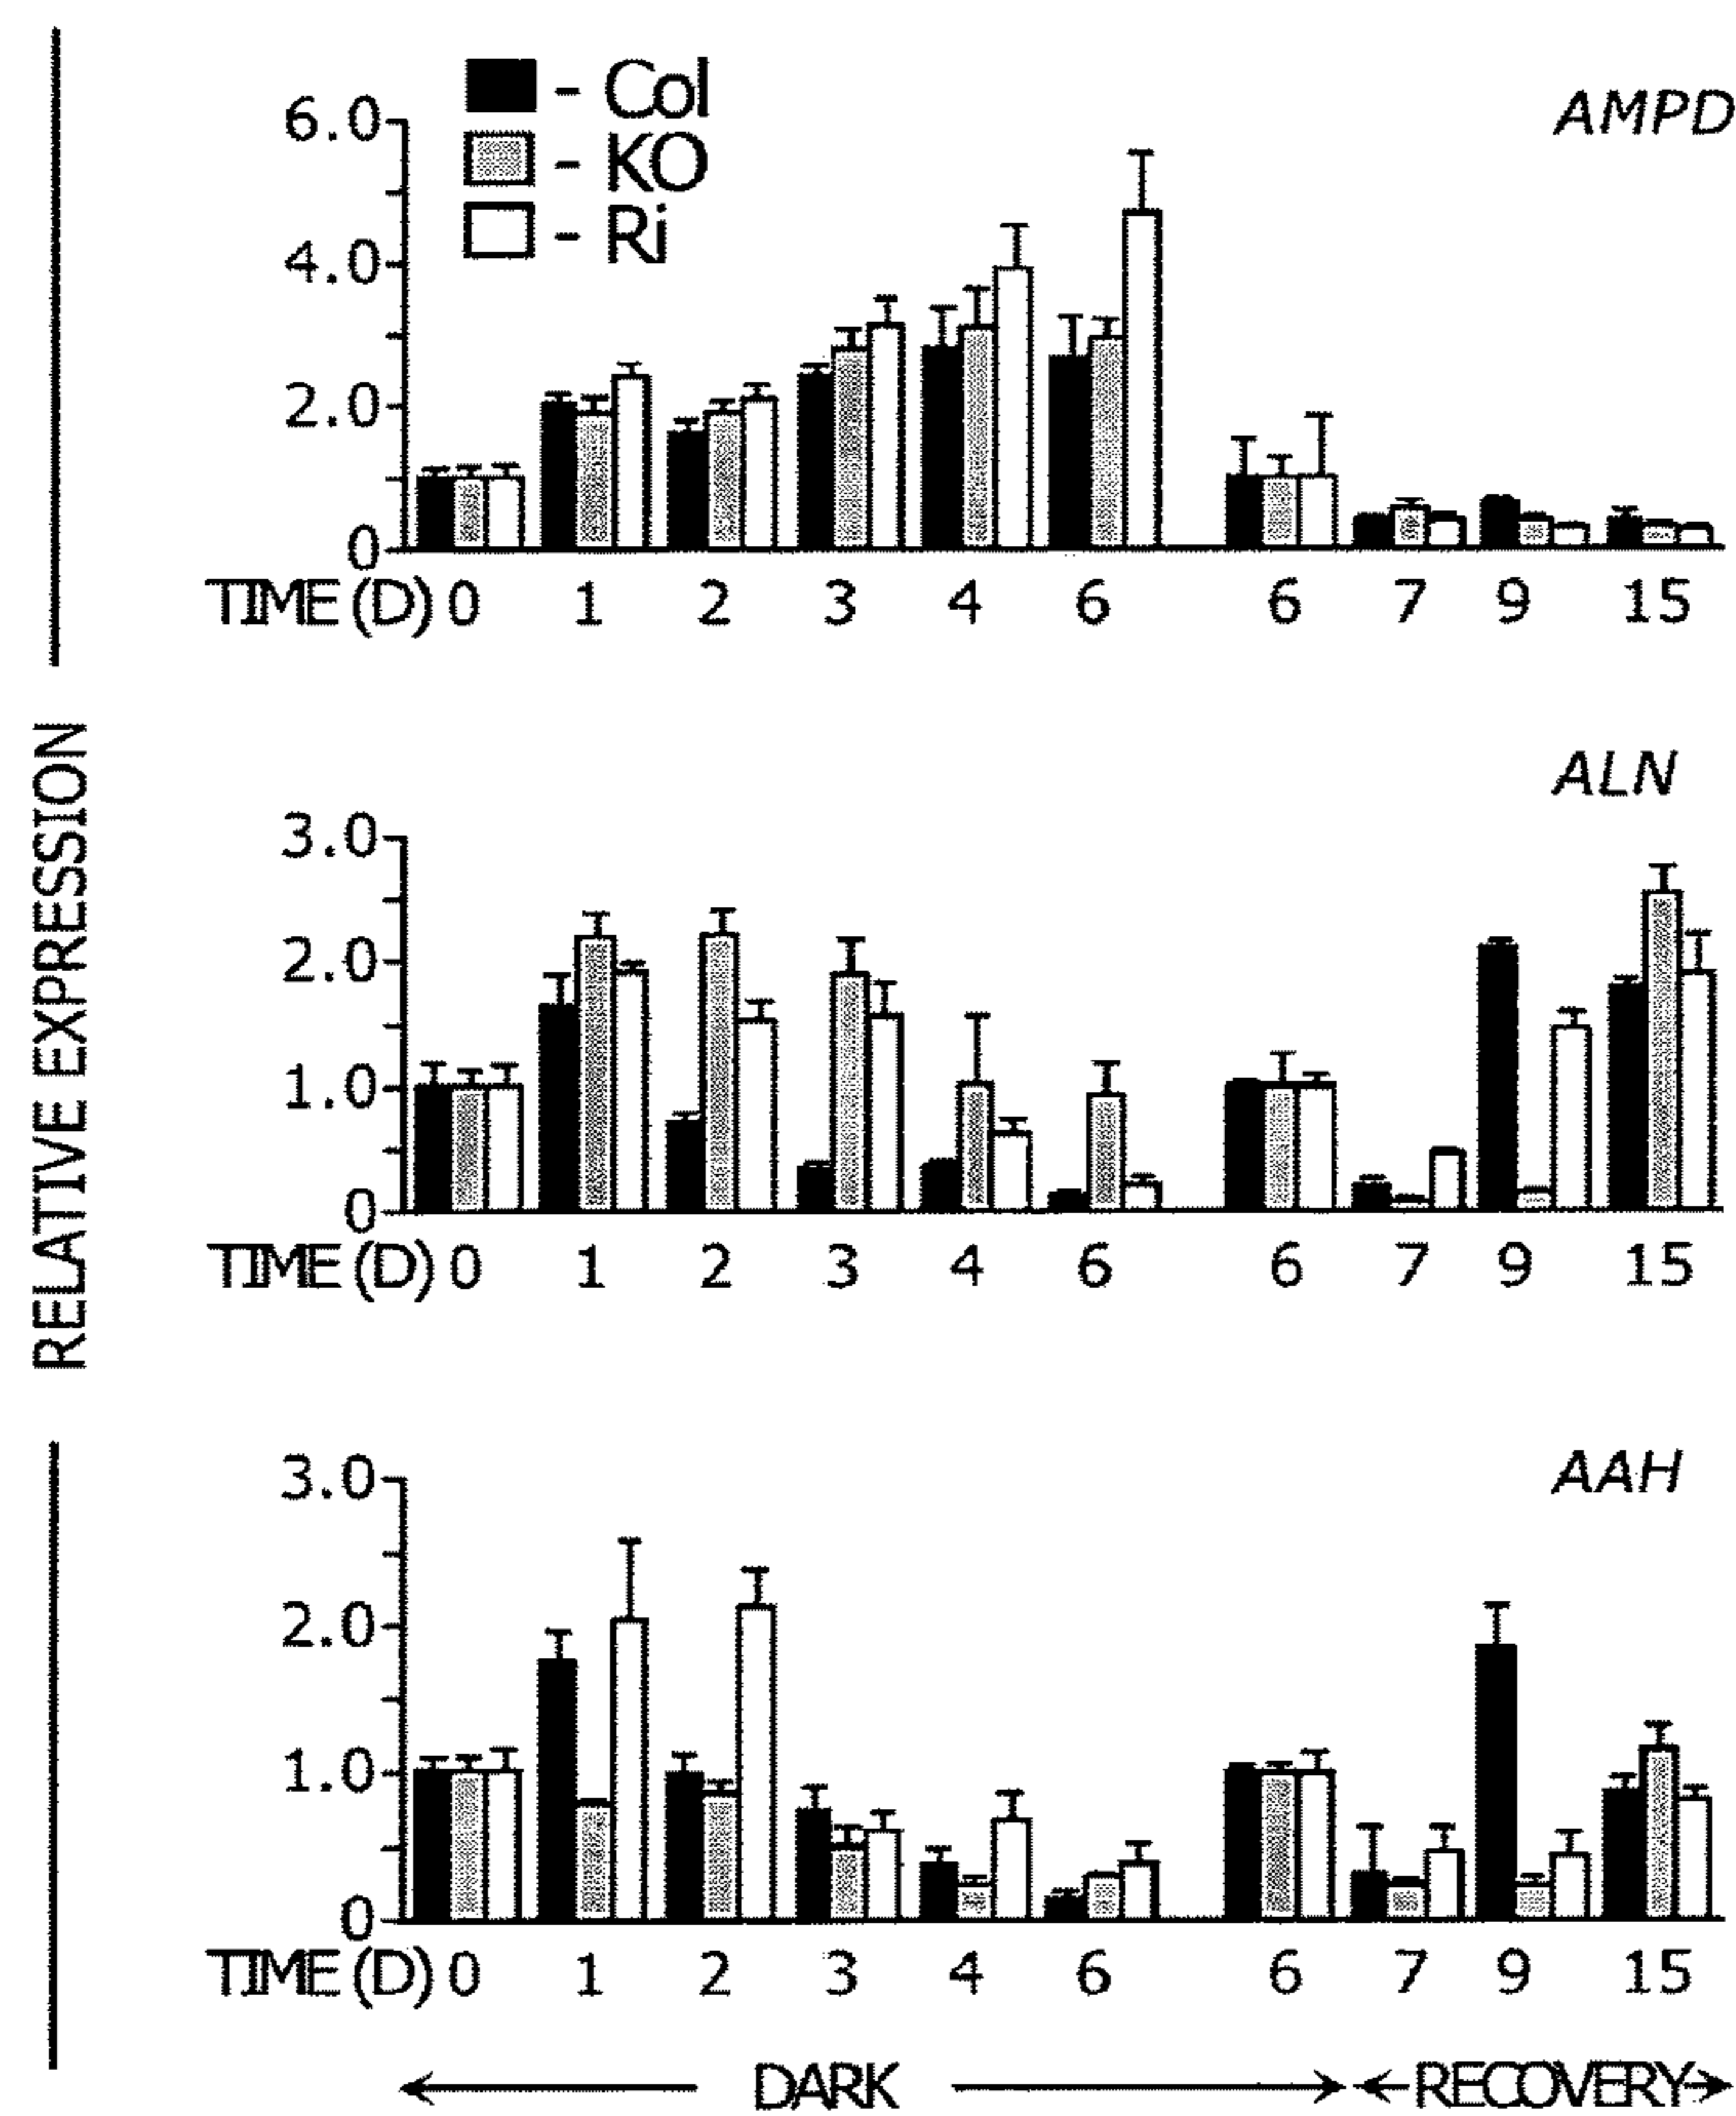 RELATIVE EXPRESSION
- Col
- KO
- Ri
AMPD
6.0
4.0
2.0
0
TIME(D) 0 1 2 3 4 6 6 7 9 15
ALN
3.0
2.0
1.0
0
TIME(D) 0 1 2 3 4 6 6 7 9 15
AAH
3.0
2.0
1.0
0
TIME(D) 0 1 2 3 4 6 6 7 9 15
DARK RECOVERY